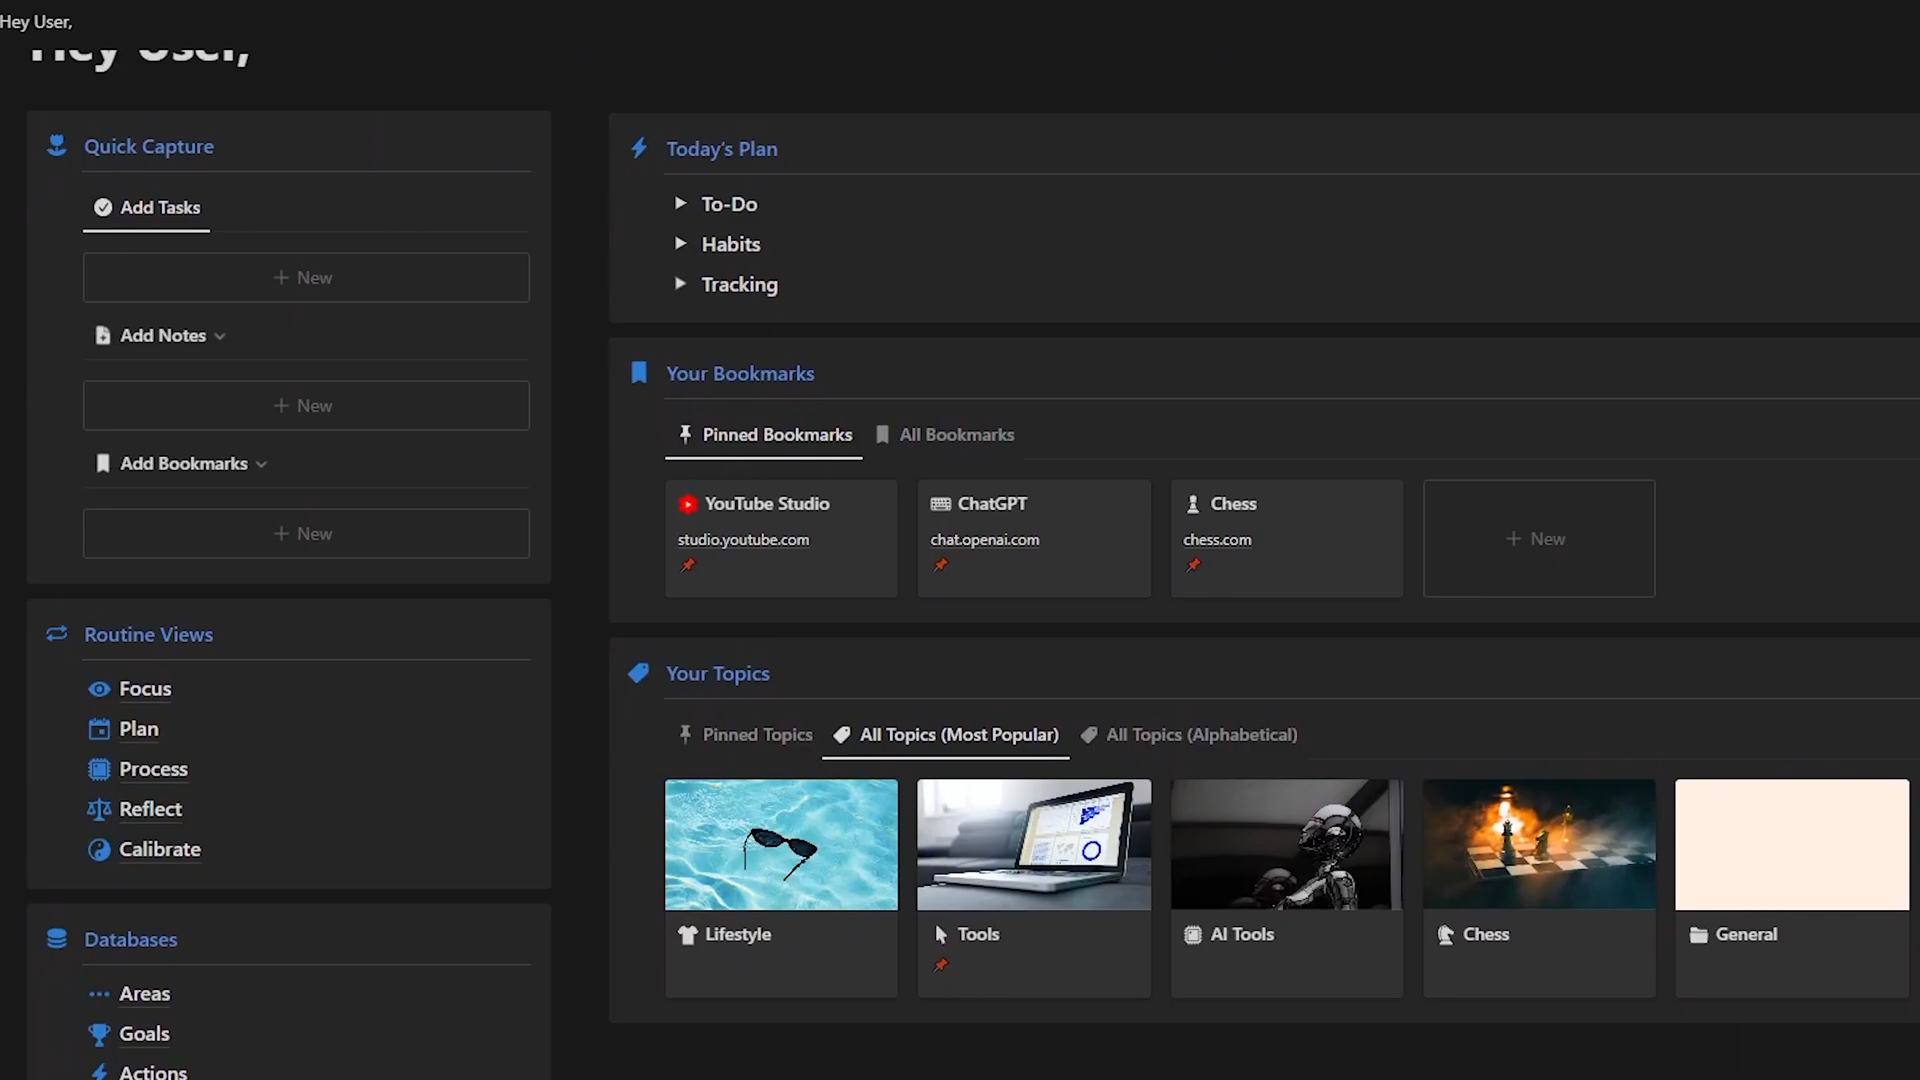 Hey User,
Hey User,
Quick Capture
Add Tasks
+ New
Add Notes
+ New
Add Bookmarks
+ New
Routine Views
Focus
Plan
Process
Reflect
Calibrate
Databases
Areas
Goals
Actions
Today's Plan
To-Do
Habits
Tracking
Your Bookmarks
Pinned Bookmarks All Bookmarks
YouTube Studio
studio.youtube.com
ChatGPT
chat.openai.com
Chess
chess.com
+ New
Your Topics
Pinned Topics All Topics (Most Popular) All Topics (Alphabetical)
Lifestyle
Tools
AI Tools
Chess
General